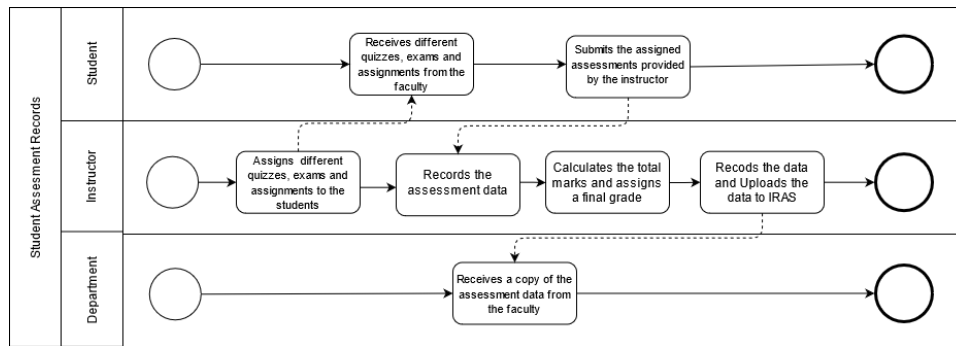 Student Assesment Records
Student
Receives different
quizzes, exams and
assignments from the
faculty
Submits the assigned
assessments provided
by the instructor
Instructor
Assigns different
quizzes, exams and
assignments to the
students
Records the
assessment data
Calculates the total
marks and assigns
a final grade
Recods the data
and Uploads the
data to IRAS
Department
Receives a copy of the
assessment data from
the faculty